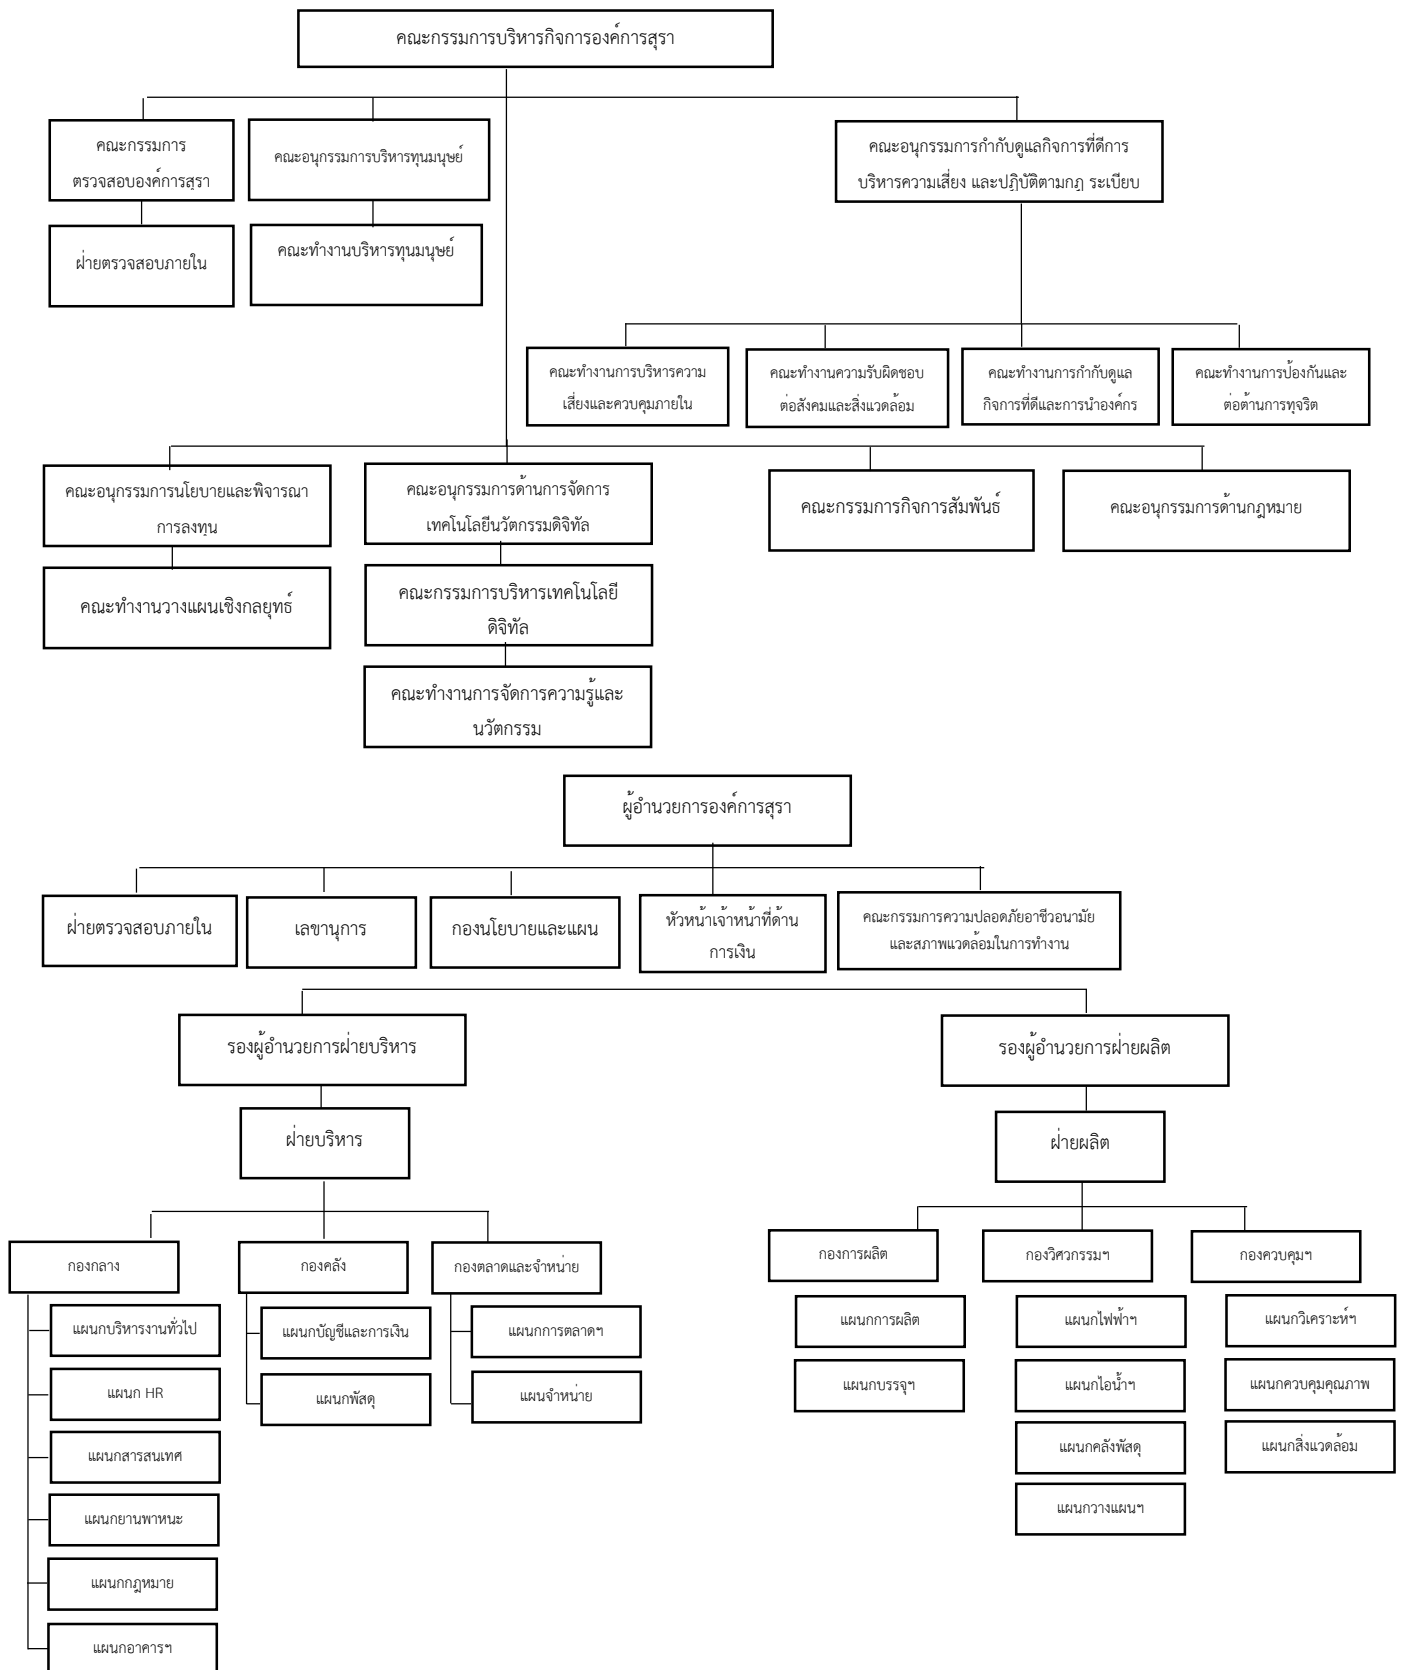 คณะกรรมการบริหารกิจการองค์การสุรา
คณะกรรมการ
ตรวจสอบองค์การสุรา
คณะอนุกรรมการบริหารทุนมนุษย์
คณะอนุกรรมการกำกับดูแลกิจการที่ดีการ
บริหารความเสี่ยง และปฏิบัติตามกฎ ระเบียบ
ฝ่ายตรวจสอบภายใน
คณะทำงานบริหารทุนมนุษย์
คณะทำงานการบริหารความ
เสี่ยงและควบคุมภายใน
คณะทำงานความรับผิดชอบ
ต่อสังคมและสิ่งแวดล้อม
คณะทำงานการกำกับดูแล
กิจการที่ดีและการนำองค์กร
คณะทำงานการป้องกันและ
ต่อต้านการทุจริต
คณะอนุกรรมการนโยบายและพิจารณา
การลงทุน
คณะอนุกรรมการด้านการจัดการ
เทคโนโลยีนวัตกรรมดิจิทัล
คณะกรรมการกิจการสัมพันธ์
คณะอนุกรรมการด้านกฎหมาย
คณะทำงานวางแผนเชิงกลยุทธ์
คณะกรรมการบริหารเทคโนโลยี
ดิจิทัล
คณะทำงานการจัดการความรู้และ
นวัตกรรม
ผู้อำนวยการองค์การสุรา
ฝ่ายตรวจสอบภายใน
เลขานุการ
กองนโยบายและแผน
หัวหน้าเจ้าหน้าที่ด้าน
การเงิน
คณะกรรมการความปลอดภัยอาชีวอนามัย
และสภาพแวดล้อมในการทำงาน
รองผู้อำนวยการฝ่ายบริหาร
รองผู้อำนวยการฝ่ายผลิต
ฝ่ายบริหาร
ฝ่ายผลิต
กองกลาง
กองคลัง
กองตลาดและจำหน่าย
กองการผลิต
กองวิศวกรรมฯ
กองควบคุมฯ
แผนกบริหารงานทั่วไป
แผนก HR
แผนกสารสนเทศ
แผนกยานพาหนะ
แผนกกฎหมาย
แผนกอาคารฯ
แผนกบัญชีและการเงิน
แผนกพัสดุ
แผนกการตลาดฯ
แผนจำหน่าย
แผนกการผลิต
แผนกบรรจุฯ
แผนกไฟฟ้าฯ
แผนกไอน้ำฯ
แผนกคลังพัสดุ
แผนกวางแผนฯ
แผนกวิเคราะห์ฯ
แผนกควบคุมคุณภาพ
แผนกสิ่งแวดล้อม